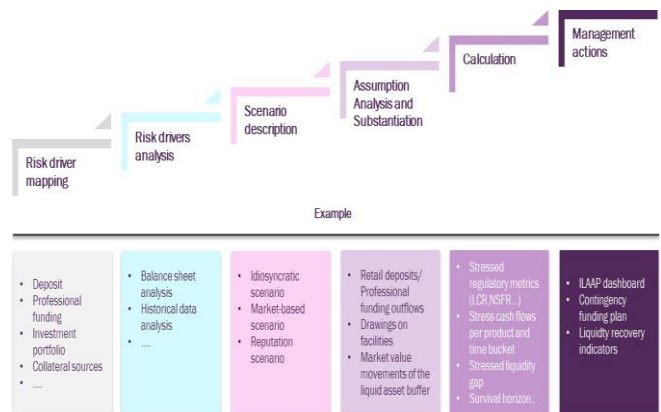 Management
actions
Calculation
Assumption
Analysis and
Substantiation
Scenario
description
Risk drivers
analysis
Risk driver
mapping
Example
• Deposit
• Professional
funding
• Investment
portfolio
• Collateral sources
• ....
• Balance sheet
analysis
• Historical data
analysis
• ....
• Idiosyncratic
scenario
• Market-based
scenario
• Reputation
scenario
• Retail deposits/
Professional
funding outflows
• Drawings on
facilities
• Market value
movements of the
liquid asset buffer
• Stressed
regulatory metrics
(LCR,NSFR...)
• Stress cash flows
per product and
time bucket
• Stressed liquidity
gap
• Survival horizon..
• ILAAP dashboard
• Contingency
funding plan
• Liquidty recovery
indicators